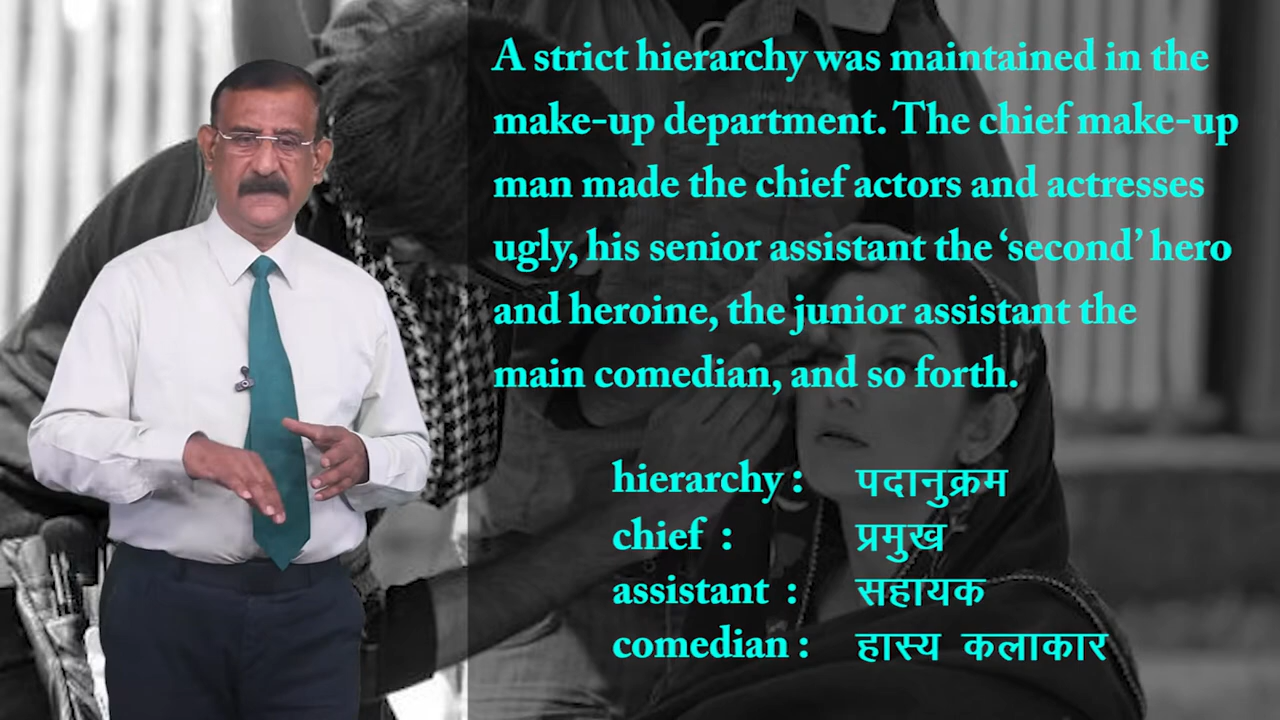 A strict hierarchy was maintained in the
make-up department. The chief make-up
man made the chief actors and actresses
ugly, his senior assistant the ‘second’ hero
and heroine, the junior assistant the
main comedian, and so forth.
hierarchy : पदानुक्रम
chief : प्रमुख
assistant : सहायक
comedian : हास्य कलाकार